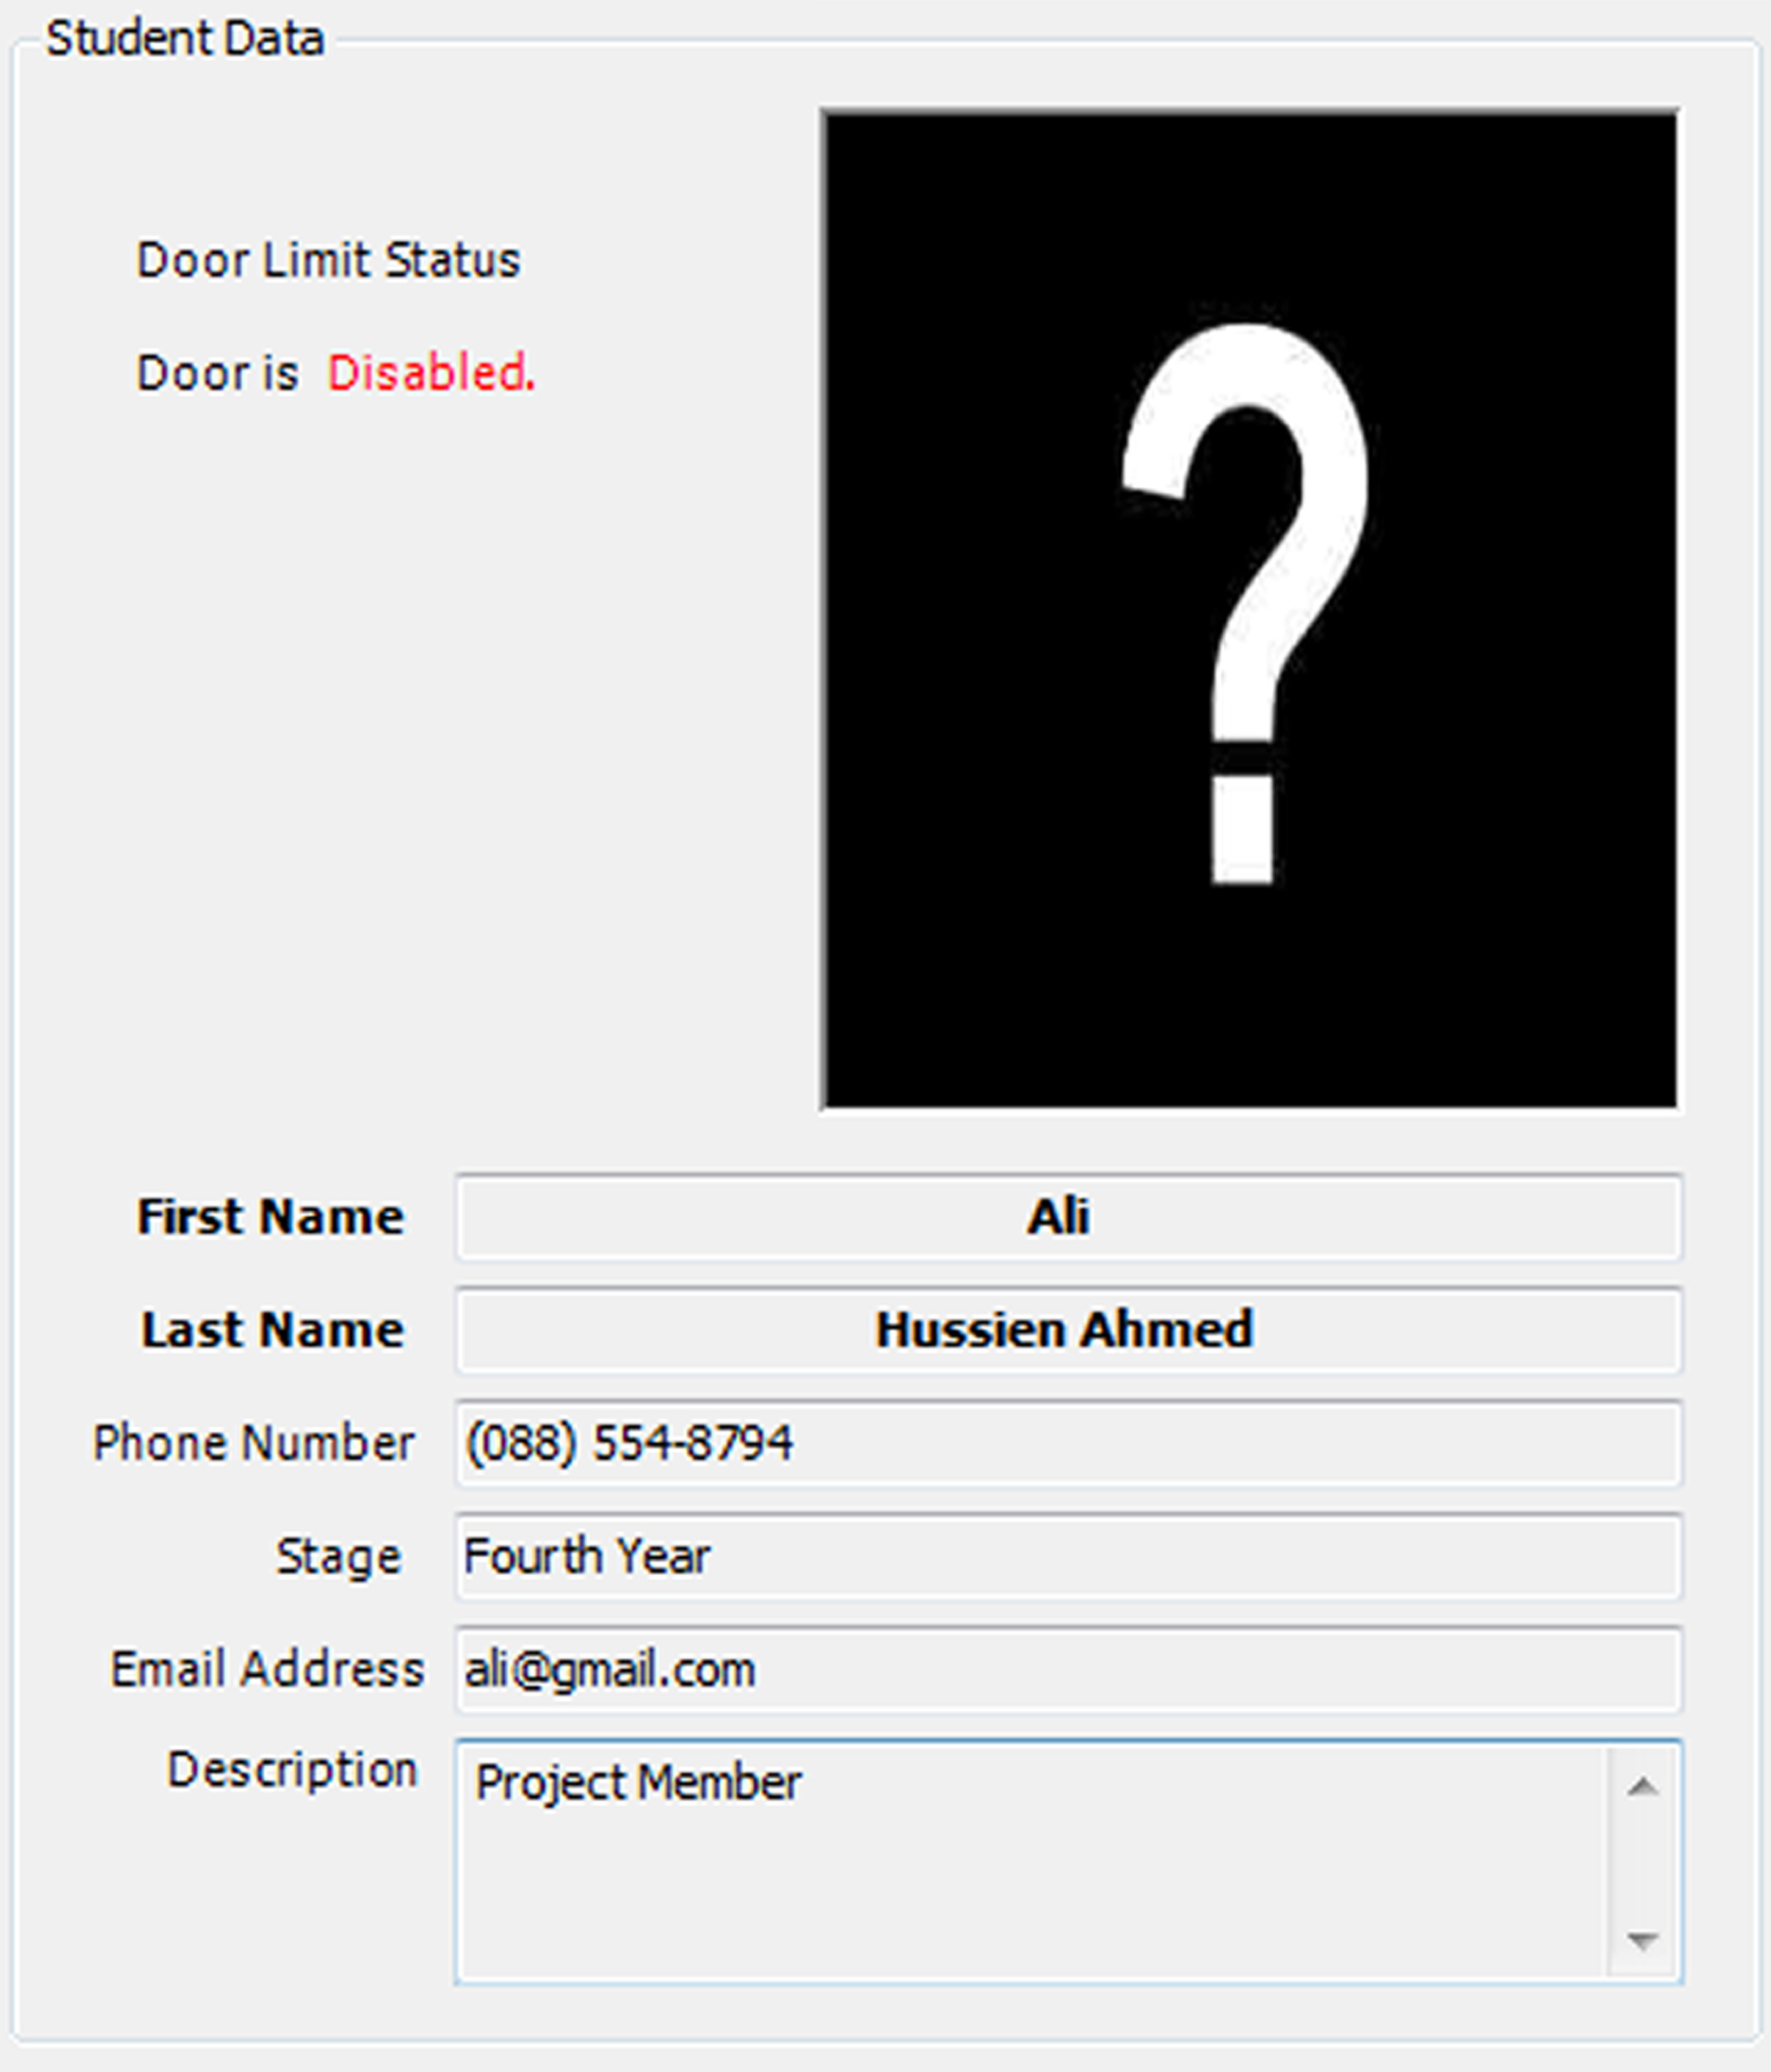 Student Data
Door Limit Status
Door is Disabled.
?
First Name Ali
Last Name Hussien Ahmed
Phone Number (088) 554-8794
Stage Fourth Year
Email Address ali@gmail.com
Description Project Member